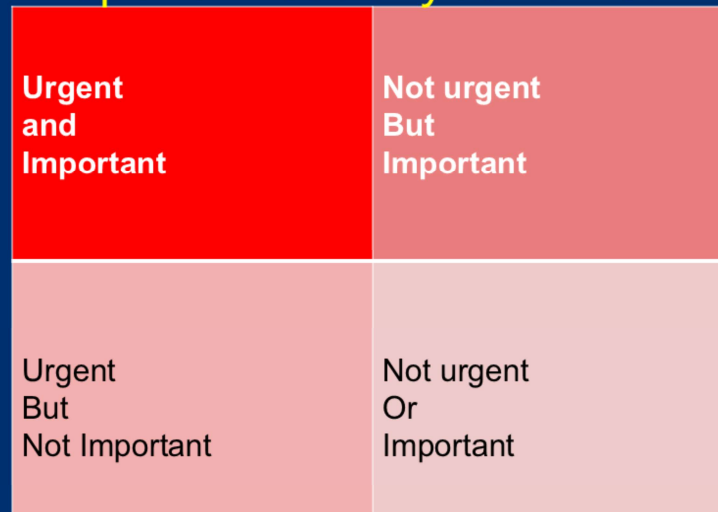 Urgent
and
Important
Not urgent
But
Important
Urgent
But
Not Important
Not urgent
Or
Important